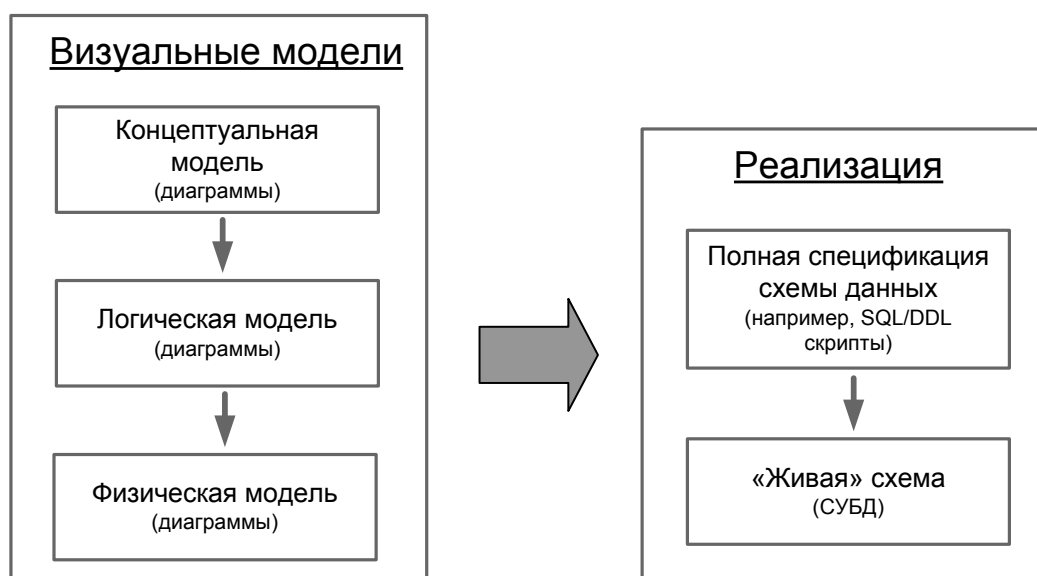 Визуальные модели
Концептуальная
модель
(диаграммы)
Логическая модель
(диаграммы)
Физическая модель
(диаграммы)
Реализация
Полная спецификация
схемы данных
(например, SQL/DDL
скрипты)
«Живая» схема
(СУБД)